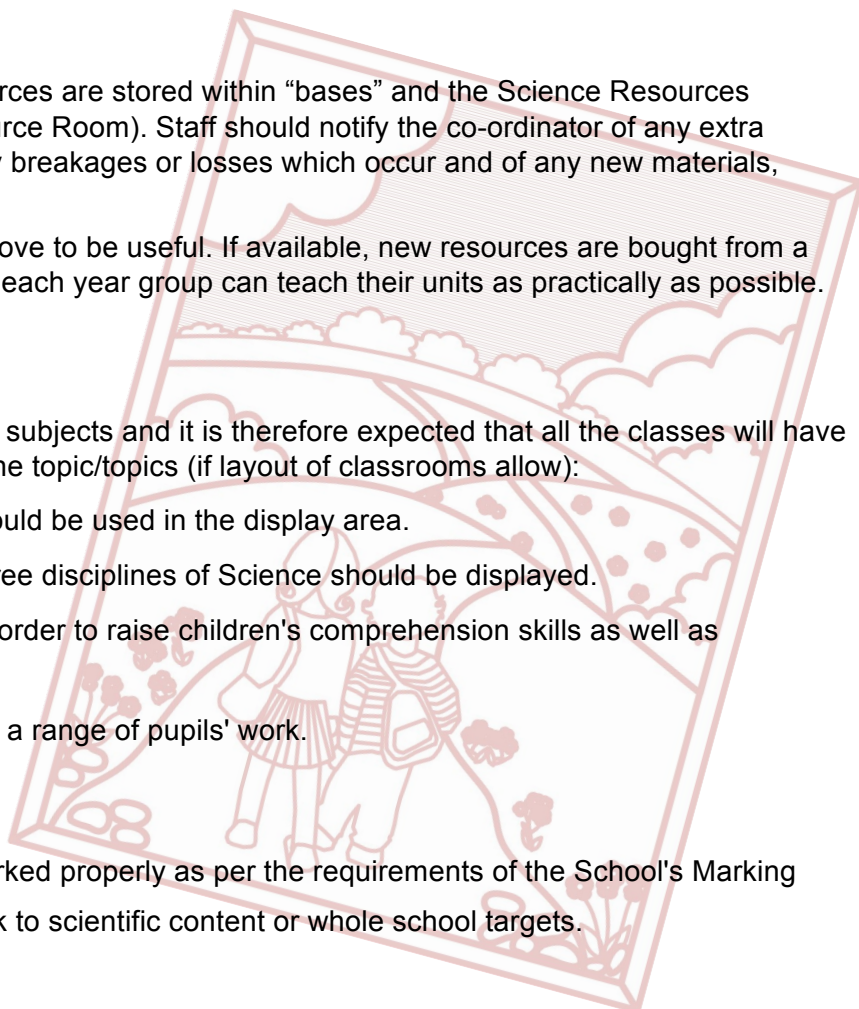 rces are stored within “bases” and the Science Resources
urce Room). Staff should notify the co-ordinator of any extra
breakages or losses which occur and of any new materials,
ove to be useful. If available, new resources are bought from a
each year group can teach their units as practically as possible.
subjects and it is therefore expected that all the classes will have
ne topic/topics (if layout of classrooms allow):
ould be used in the display area.
ree disciplines of Science should be displayed.
order to raise children's comprehension skills as well as
a range of pupils' work.
rked properly as per the requirements of the School's Marking
k to scientific content or whole school targets.